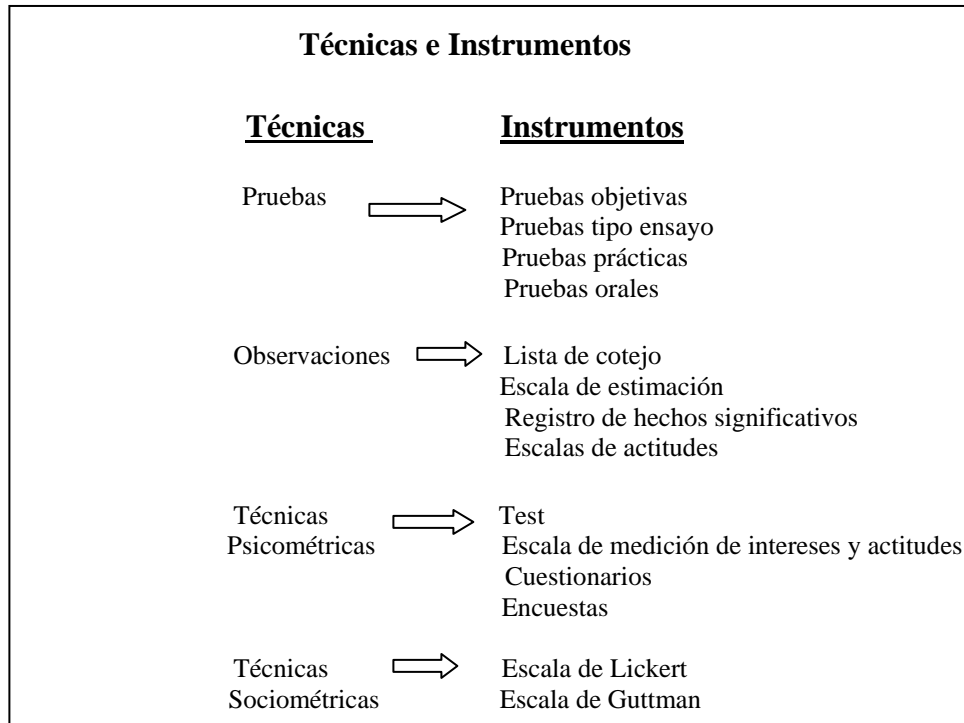 Técnicas e Instrumentos
Técnicas Instrumentos
Pruebas Pruebas objetivas
Pruebas tipo ensayo
Pruebas prácticas
Pruebas orales
Observaciones Lista de cotejo
Escala de estimación
Registro de hechos significativos
Escalas de actitudes
Técnicas Test
Psicométricas Escala de medición de intereses y actitudes
Cuestionarios
Encuestas
Técnicas Escala de Lickert
Sociométricas Escala de Guttman